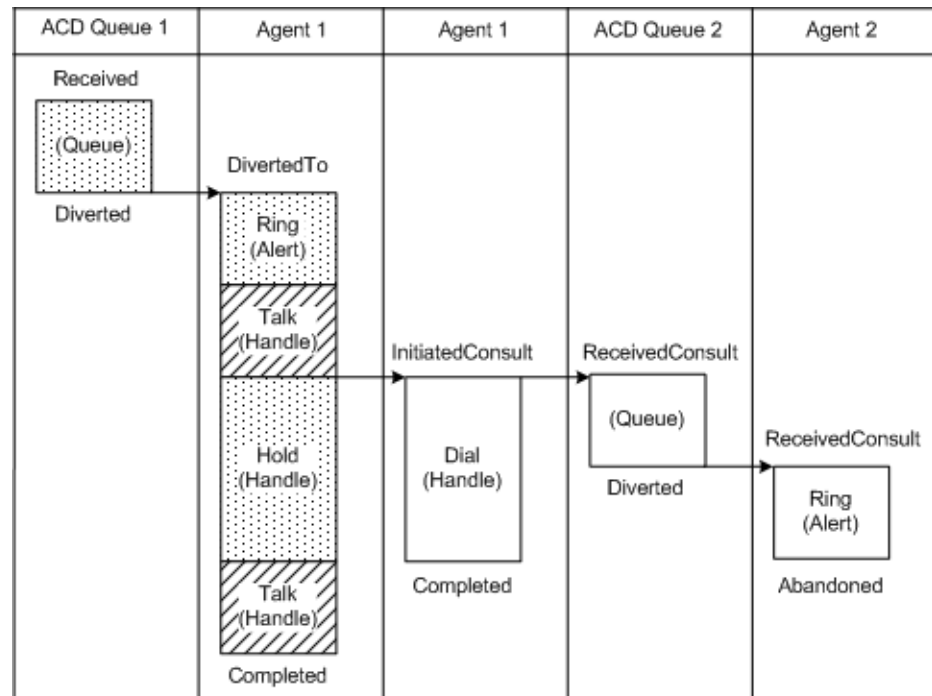 ACD Queue 1
Agent 1
Agent 1
ACD Queue 2
Agent 2
Received
(Queue)
Diverted
DivertedTo
Ring
(Alert)
Talk
(Handle)
Hold
(Handle)
Talk
(Handle)
Completed
InitiatedConsult
Dial
(Handle)
Completed
ReceivedConsult
(Queue)
Diverted
ReceivedConsult
Ring
(Alert)
Abandoned